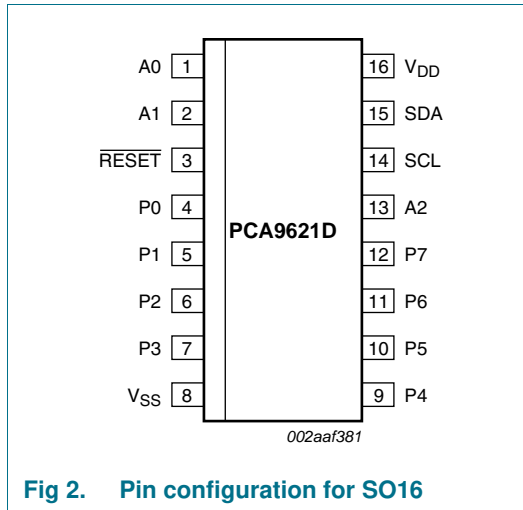 A0 1 16 VDD
A1 2 15 SDA
RESET 3 14 SCL
P0 4 13 A2
PCA9621D
P1 5 12 P7
P2 6 11 P6
P3 7 10 P5
VSS 8 9 P4
002aaf381
Fig 2. Pin configuration for SO16